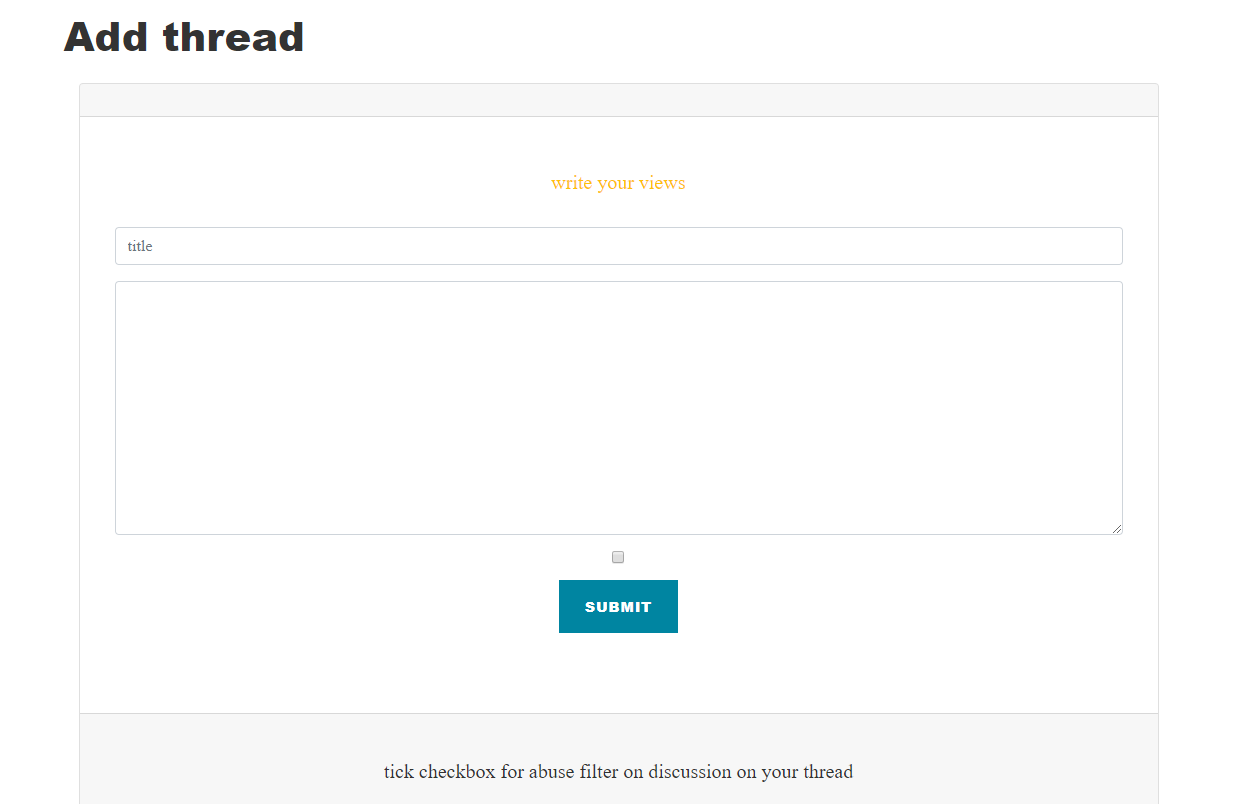 Add thread
write your views
title
SUBMIT
tick checkbox for abuse filter on discussion on your thread